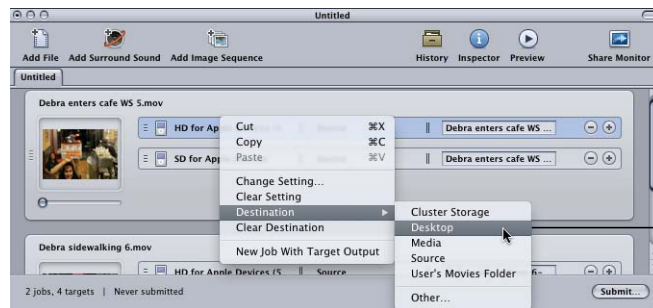 Untitled
Add File Add Surround Sound Add Image Sequence History Inspector Preview Share Monitor
Untitled
Debra enters cafe WS 5.mov
HD for Ap Debra enters cafe WS ...
SD for App Debra enters cafe WS ...
Cut ⌘X
Copy ⌘C
Paste ⌘V
Change Setting...
Clear Setting
Destination
Clear Destination
New Job With Target Output
Cluster Storage
Desktop
Media
Source
User's Movies Folder
Other...
Debra sidewalking 6.mov
HD for Apple Devices (5 Source
2 jobs, 4 targets | Never submitted Submit...